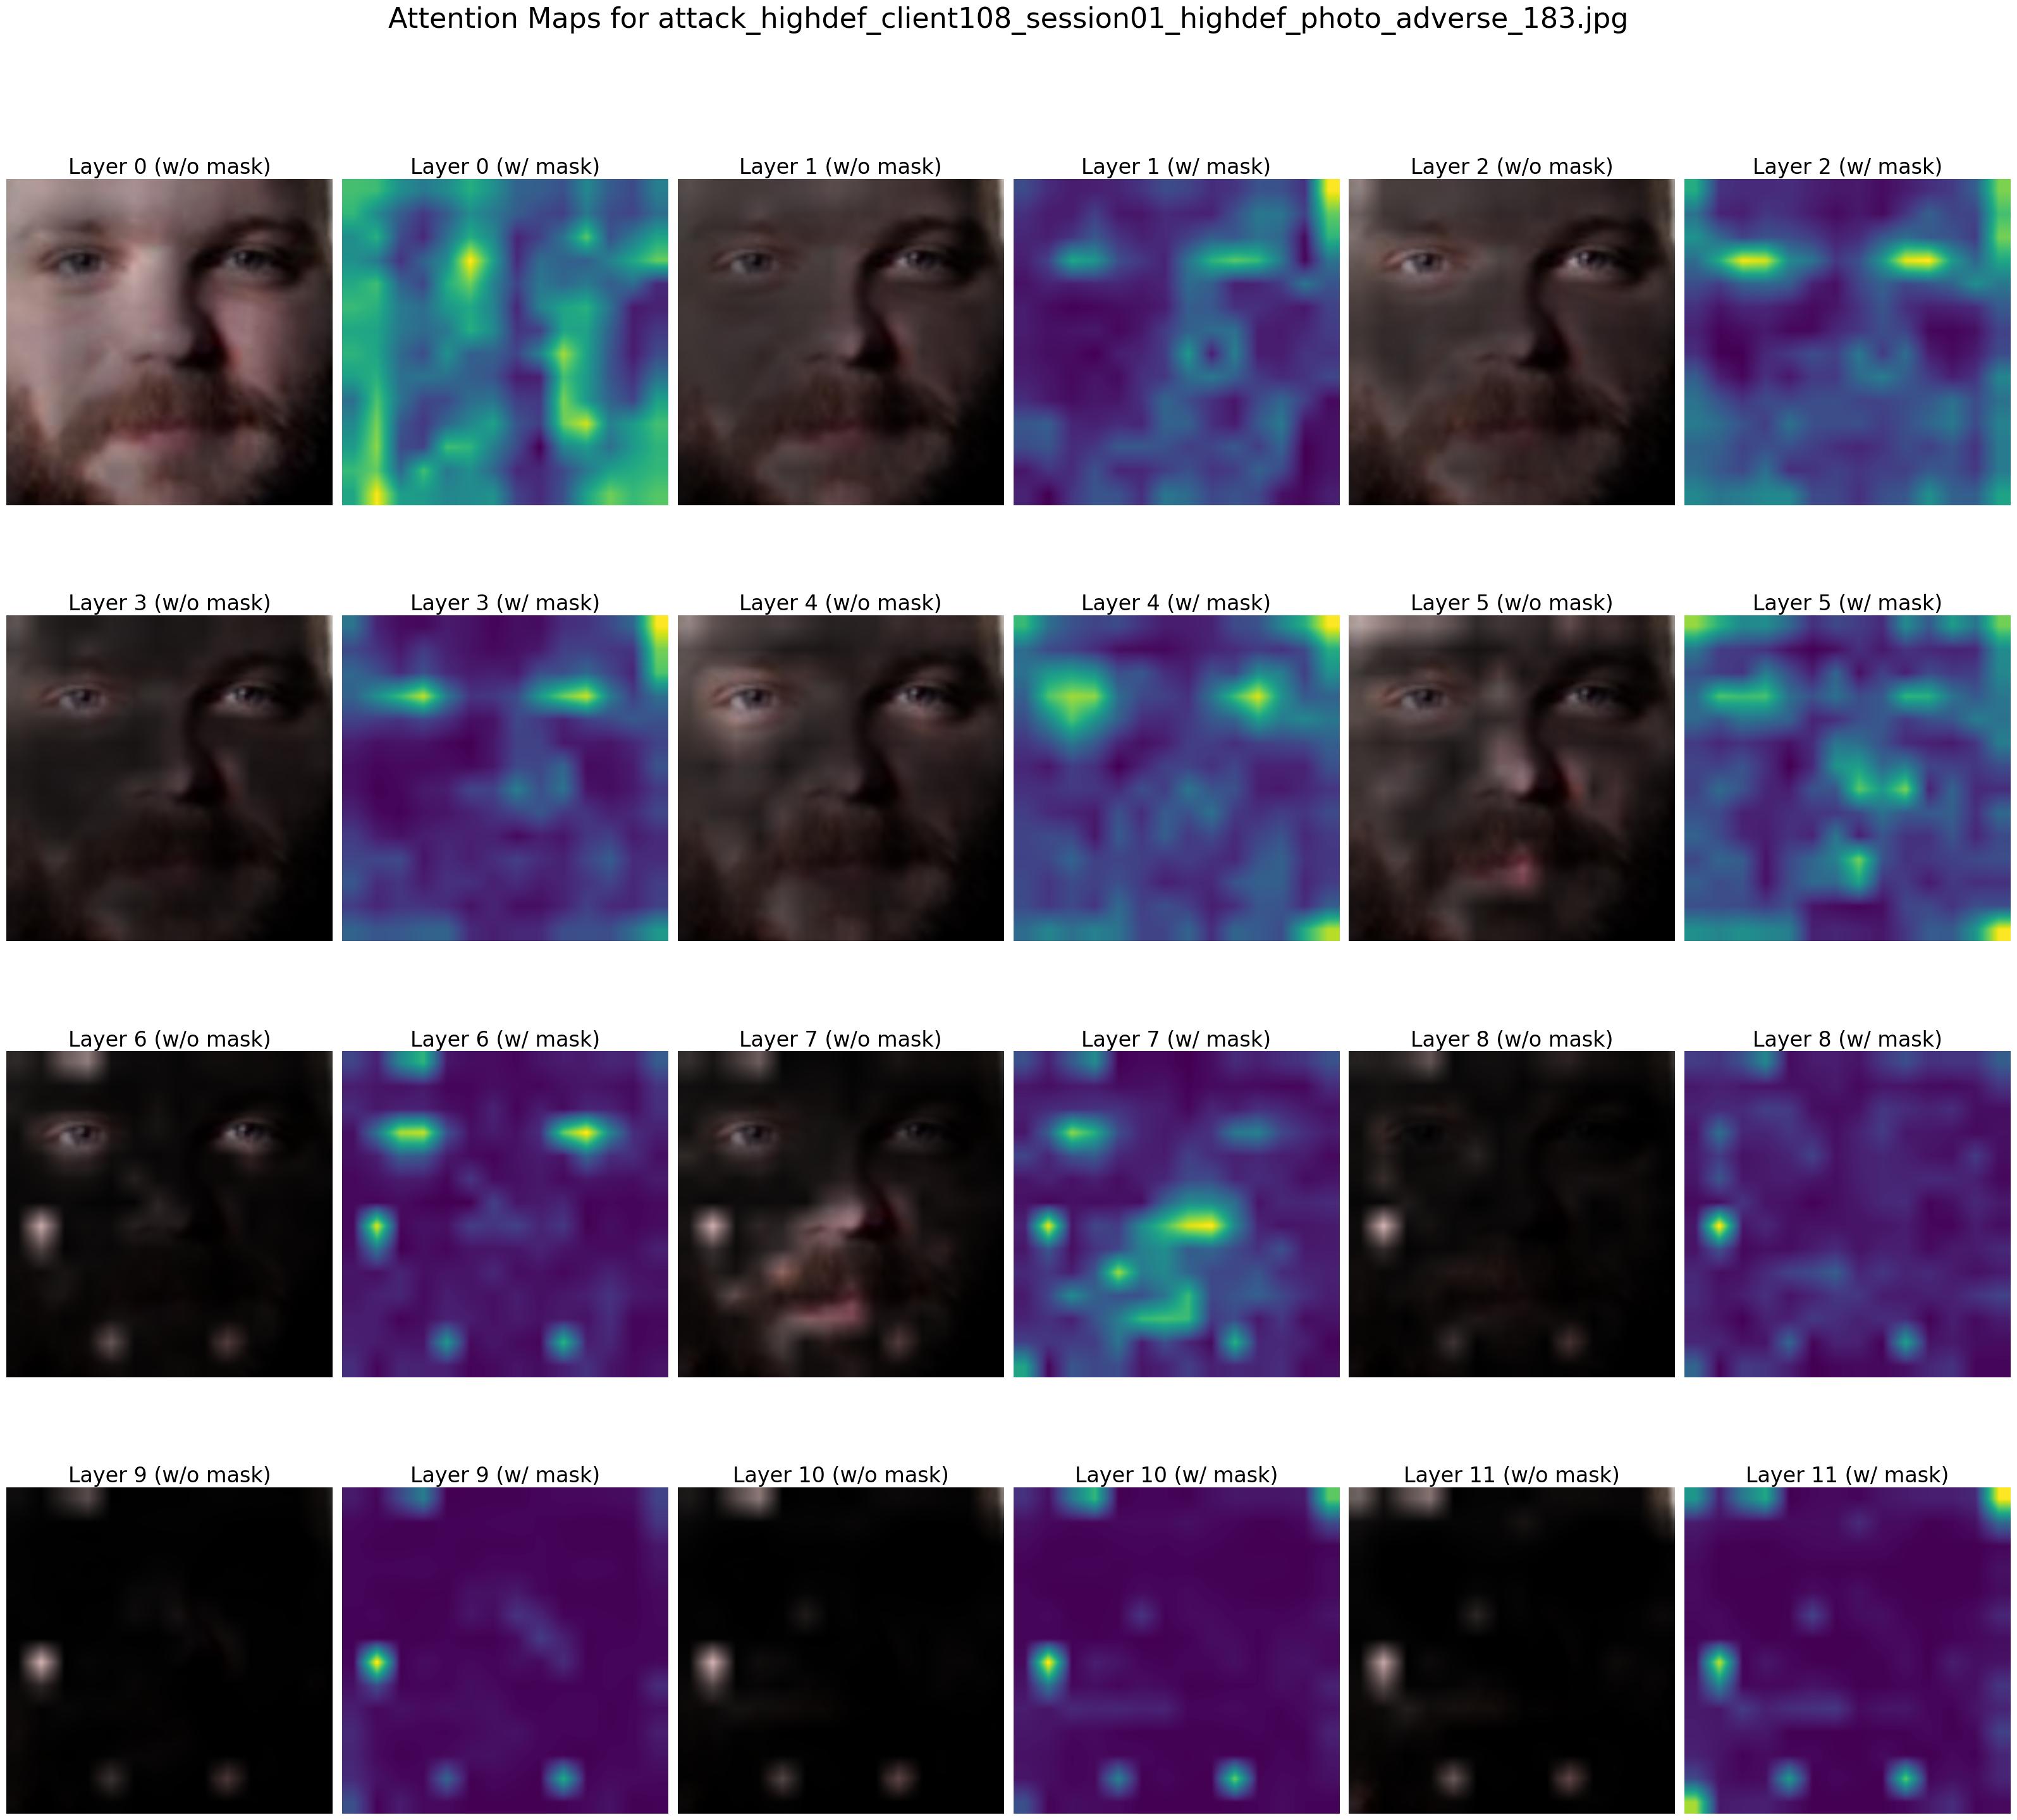 Attention Maps for attack_highdef_client108_session01_highdef_photo_adverse_183.jpg
Layer 0 (w/o mask)
Layer 0 (w/ mask)
Layer 1 (w/o mask)
Layer 1 (w/ mask)
Layer 2 (w/o mask)
Layer 2 (w/ mask)
Layer 3 (w/o mask)
Layer 3 (w/ mask)
Layer 4 (w/o mask)
Layer 4 (w/ mask)
Layer 5 (w/o mask)
Layer 5 (w/ mask)
Layer 6 (w/o mask)
Layer 6 (w/ mask)
Layer 7 (w/o mask)
Layer 7 (w/ mask)
Layer 8 (w/o mask)
Layer 8 (w/ mask)
Layer 9 (w/o mask)
Layer 9 (w/ mask)
Layer 10 (w/o mask)
Layer 10 (w/ mask)
Layer 11 (w/o mask)
Layer 11 (w/ mask)